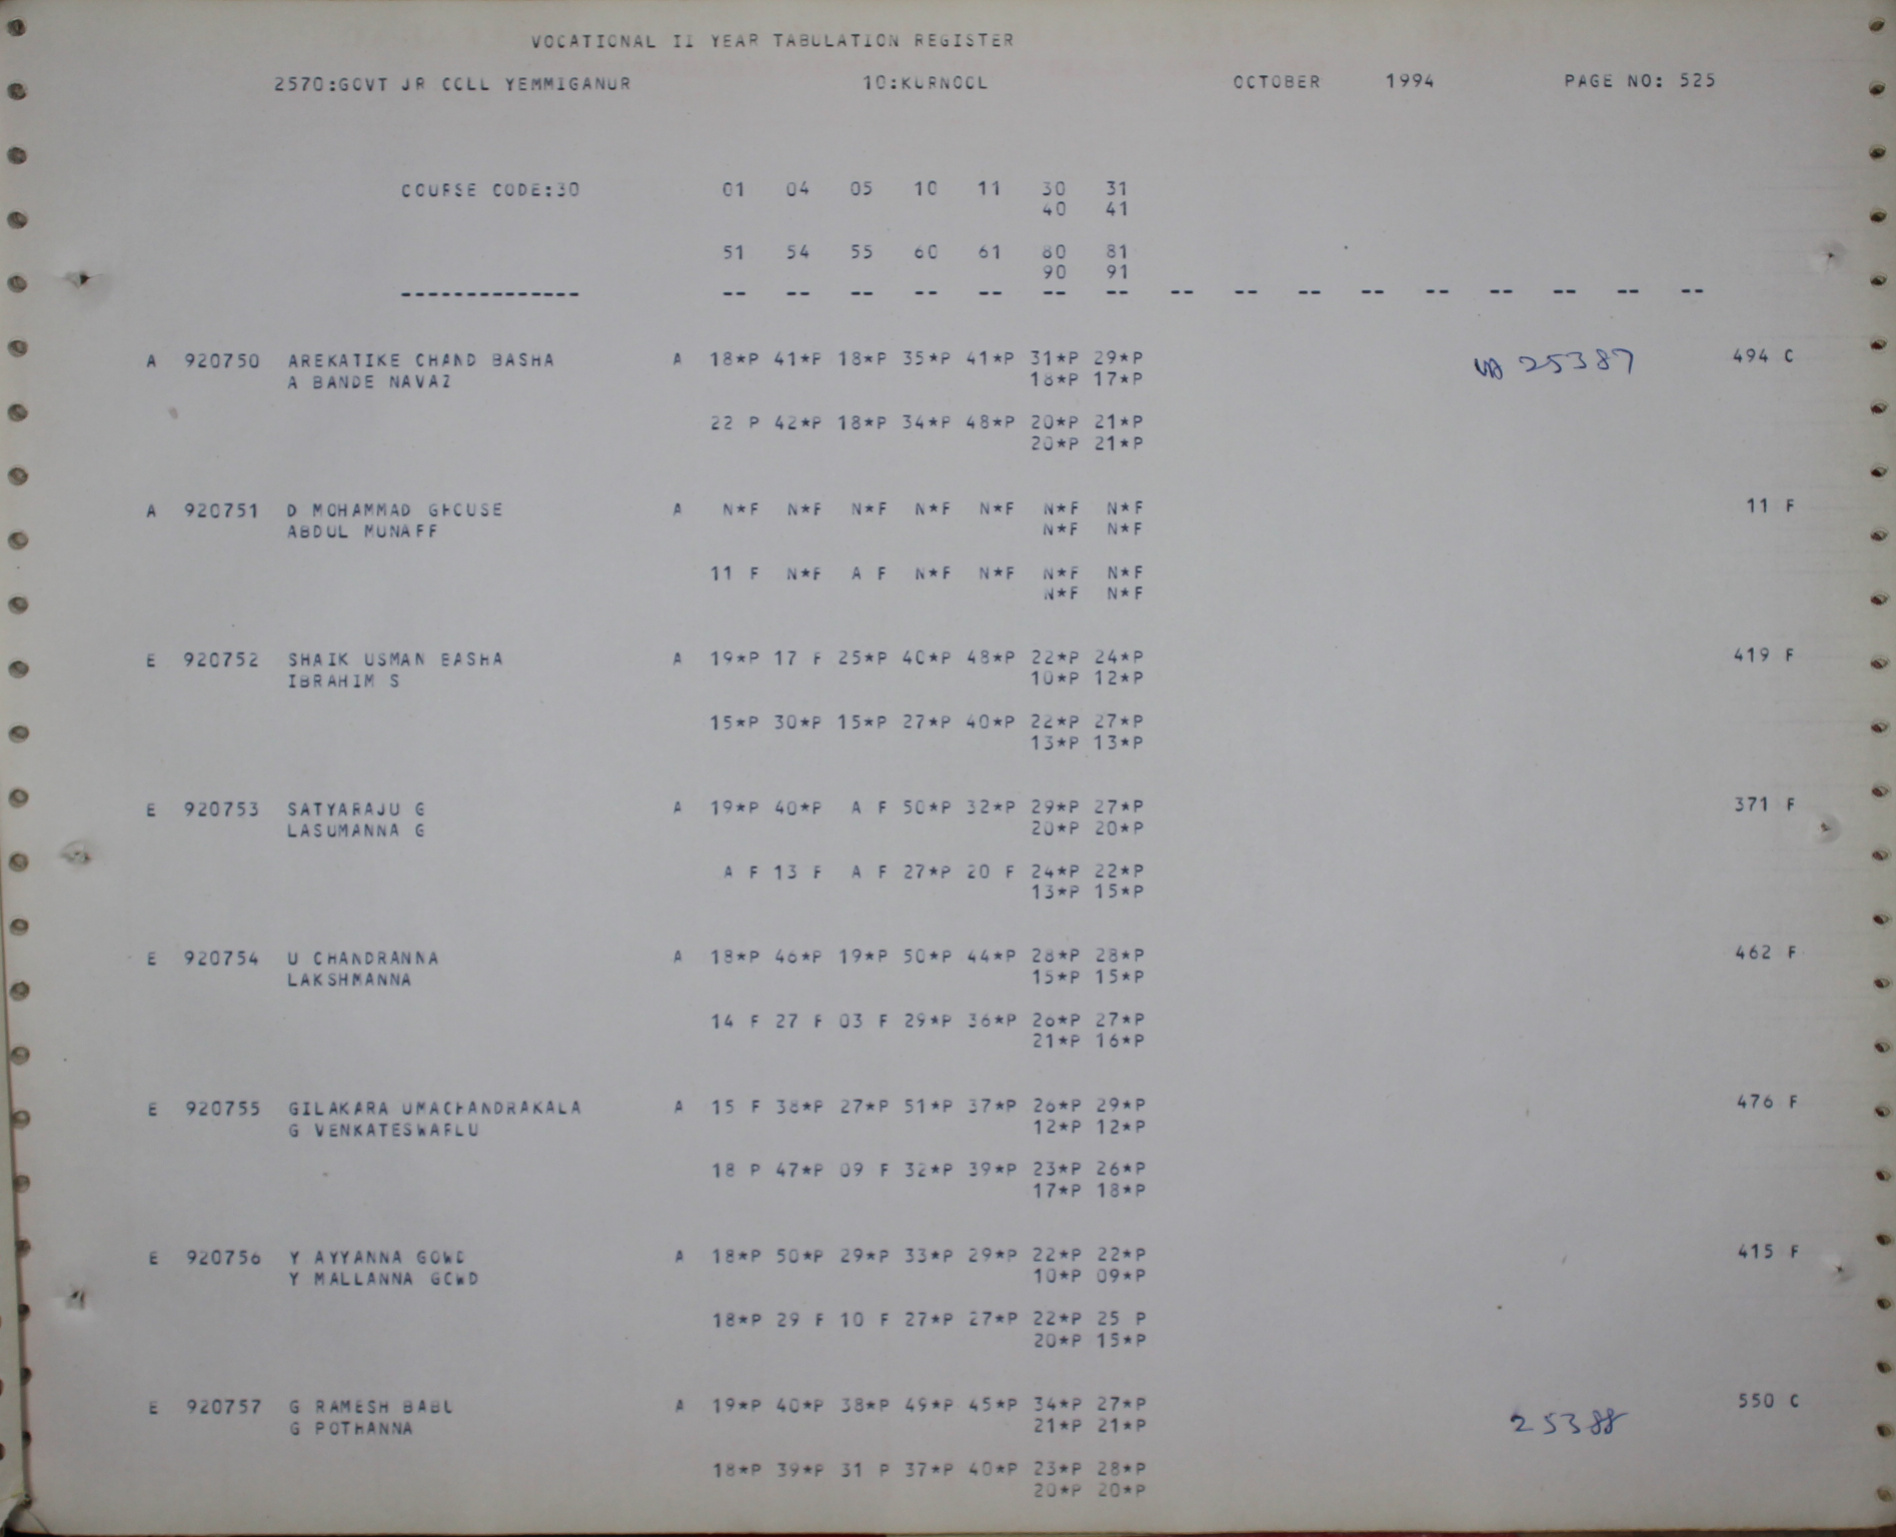 VOCATIONAL II YEAR TABULATION REGISTER
2570:GOVT JR COLL YEMMIGANUR 10:KURNOOL OCTOBER 1994 PAGE NO: 525
COURSE CODE:30 01 04 05 10 11 30 31
40 41
51 54 55 60 61 80 81
90 91
-------------- -- -- -- -- -- -- -- -- -- -- -- -- -- -- -- --
A 920750 AREKATIKE CHAND BASHA A 18*P 41*P 18*P 35*P 41*P 31*P 29*P 25387 494 C
A BANDE NAVAZ 18*P 17*P
22 P 42*P 18*P 34*P 48*P 20*P 21*P
20*P 21*P
A 920751 D MOHAMMAD GHOUSE A N*F N*F N*F N*F N*F N*F N*F 11 F
ABDUL MUNAFF N*F N*F
11 F N*F A F N*F N*F N*F N*F
N*F N*F
E 920752 SHAIK USMAN BASHA A 19*P 17 F 25*P 40*P 48*P 22*P 24*P 419 F
IBRAHIM S 10*P 12*P
15*P 30*P 15*P 27*P 40*P 22*P 27*P
13*P 13*P
E 920753 SATYARAJU G A 19*P 40*P A F 50*P 32*P 29*P 27*P 371 F
LASUMANNA G 20*P 20*P
A F 13 F A F 27*P 20 F 24*P 22*P
13*P 15*P
E 920754 U CHANDRANNA A 18*P 46*P 19*P 50*P 44*P 28*P 28*P 462 F
LAKSHMANNA 15*P 15*P
14 F 27 F 03 F 29*P 36*P 26*P 27*P
21*P 16*P
E 920755 GILAKARA UMACHANDRAKALA A 15 F 38*P 27*P 51*P 37*P 26*P 29*P 476 F
G VENKATESWARLU 12*P 12*P
18 P 47*P 09 F 32*P 39*P 23*P 26*P
17*P 18*P
E 920756 Y AYYANNA GOWD A 18*P 50*P 29*P 33*P 29*P 22*P 22*P 415 F
Y MALLANNA GOWD 10*P 09*P
18*P 29 F 10 F 27*P 27*P 22*P 25 P
20*P 15*P
E 920757 G RAMESH BABU A 19*P 40*P 38*P 49*P 45*P 34*P 27*P 550 C
G POTHANNA 21*P 21*P 25388
18*P 39*P 31 P 37*P 40*P 23*P 28*P
20*P 20*P